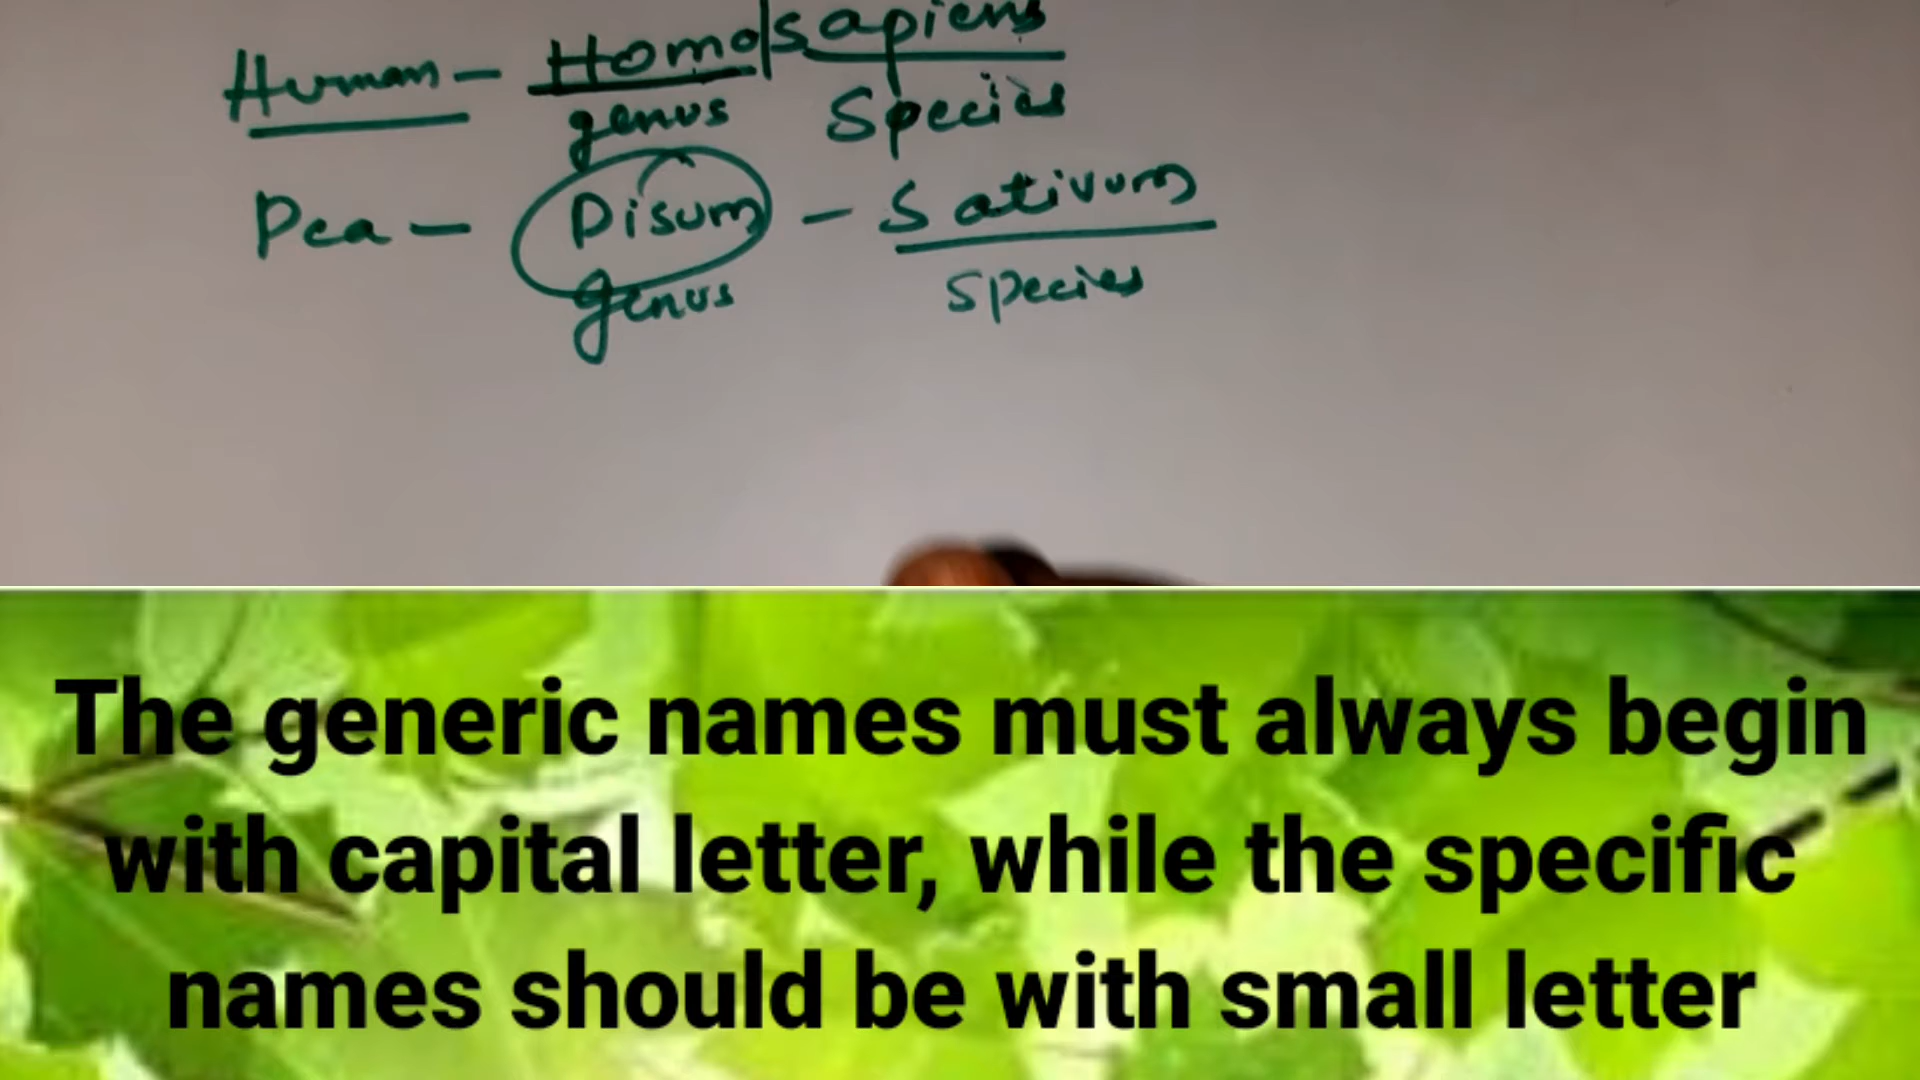 Human - Homo|sapiens
genus Species
Pea - Pisum - Sativum
genus Species
The generic names must always begin
with capital letter, while the specific
names should be with small letter